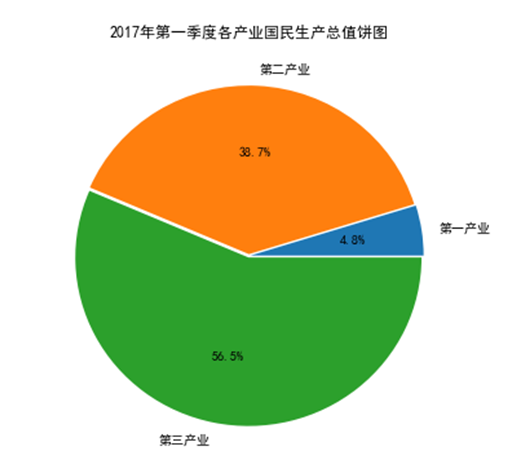 2017年第一季度各产业国民生产总值饼图
第二产业
38.7%
第一产业
4.8%
56.5%
第三产业